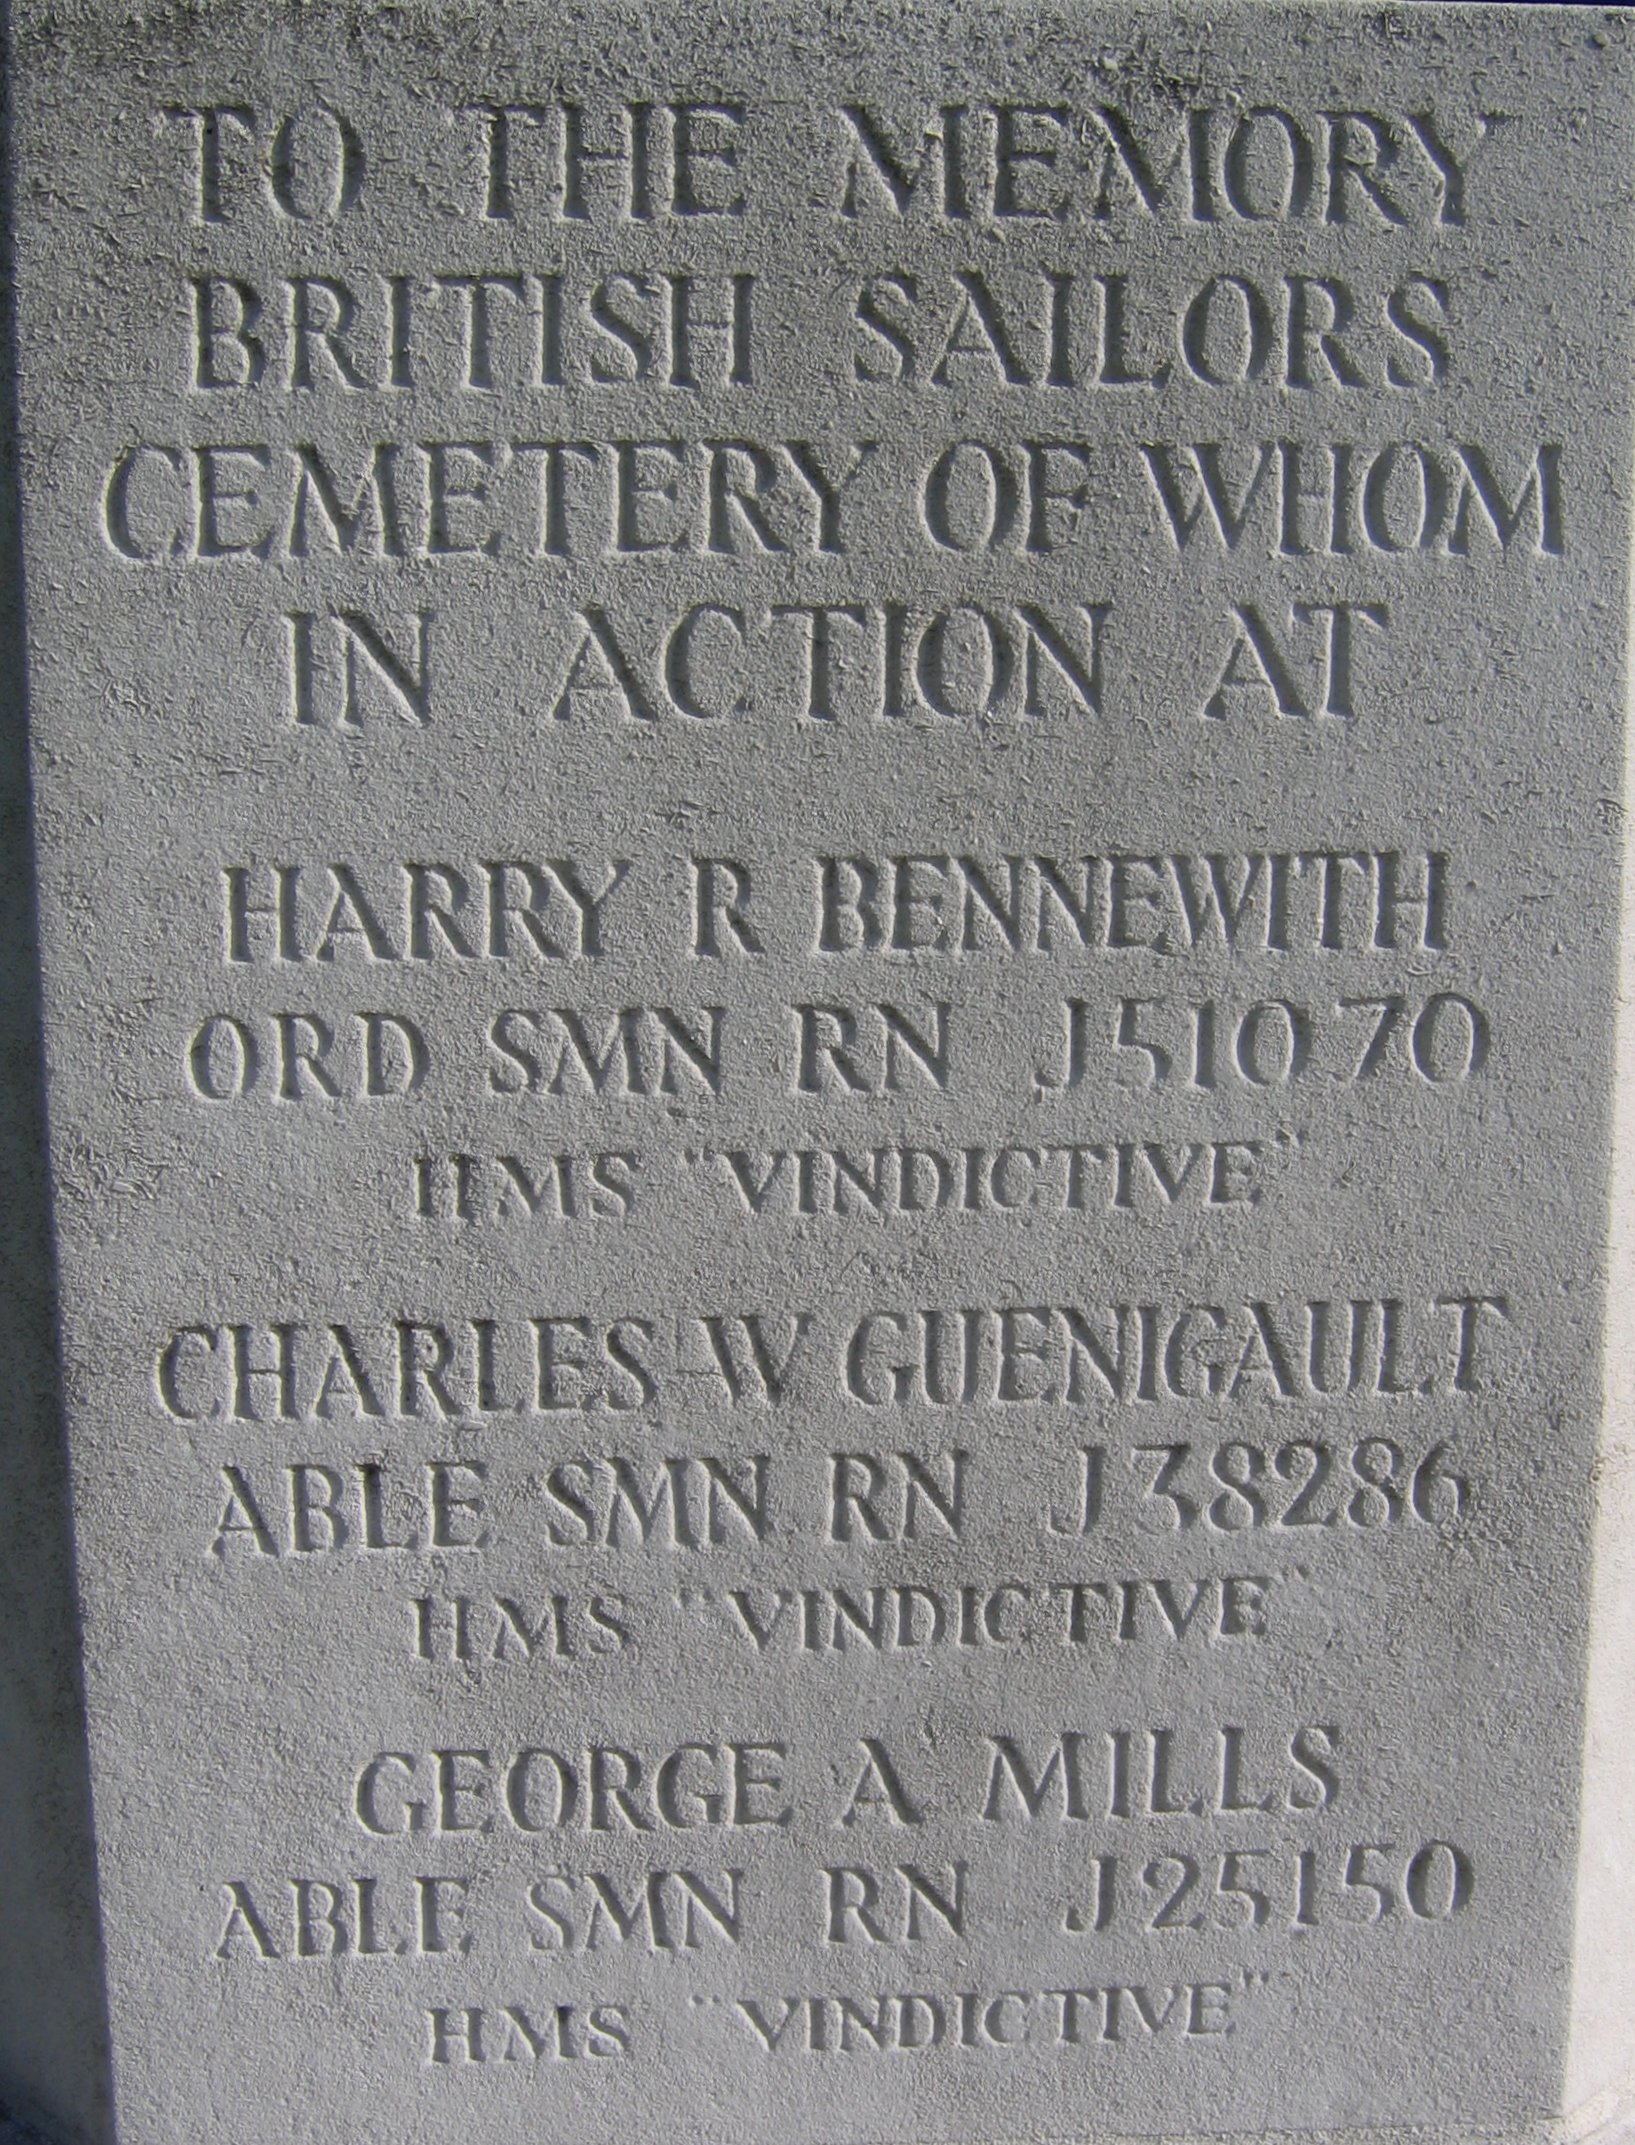 TO THE MEMORY
BRITISH SAILORS
CEMETERY OF WHOM
IN ACTION AT
HARRY R BENNEWITH
ORD SMN RN J51070
HMS "VINDICTIVE"
CHARLES W GUENIGAULT
ABLE SMN RN J38286
HMS "VINDICTIVE"
GEORGE A MILLS
ABLE SMN RN J25150
HMS "VINDICTIVE"